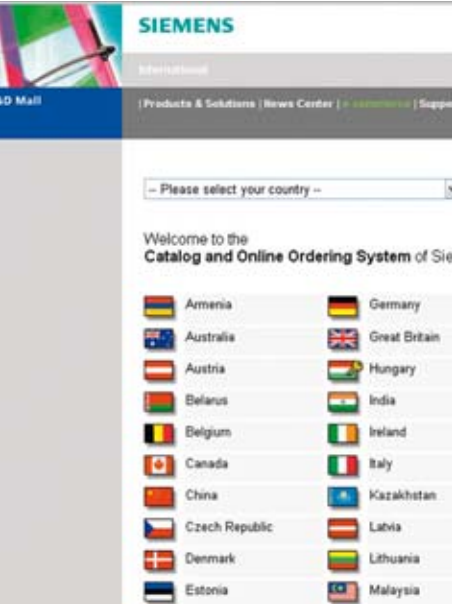 SIEMENS
International
&D Mall
| Products & Solutions | News Center | e-commerce | Suppo
-- Please select your country --
Welcome to the
Catalog and Online Ordering System of Sie
Armenia Germany
Australia Great Britain
Austria Hungary
Belarus India
Belgium Ireland
Canada Italy
China Kazakhstan
Czech Republic Latvia
Denmark Lithuania
Estonia Malaysia